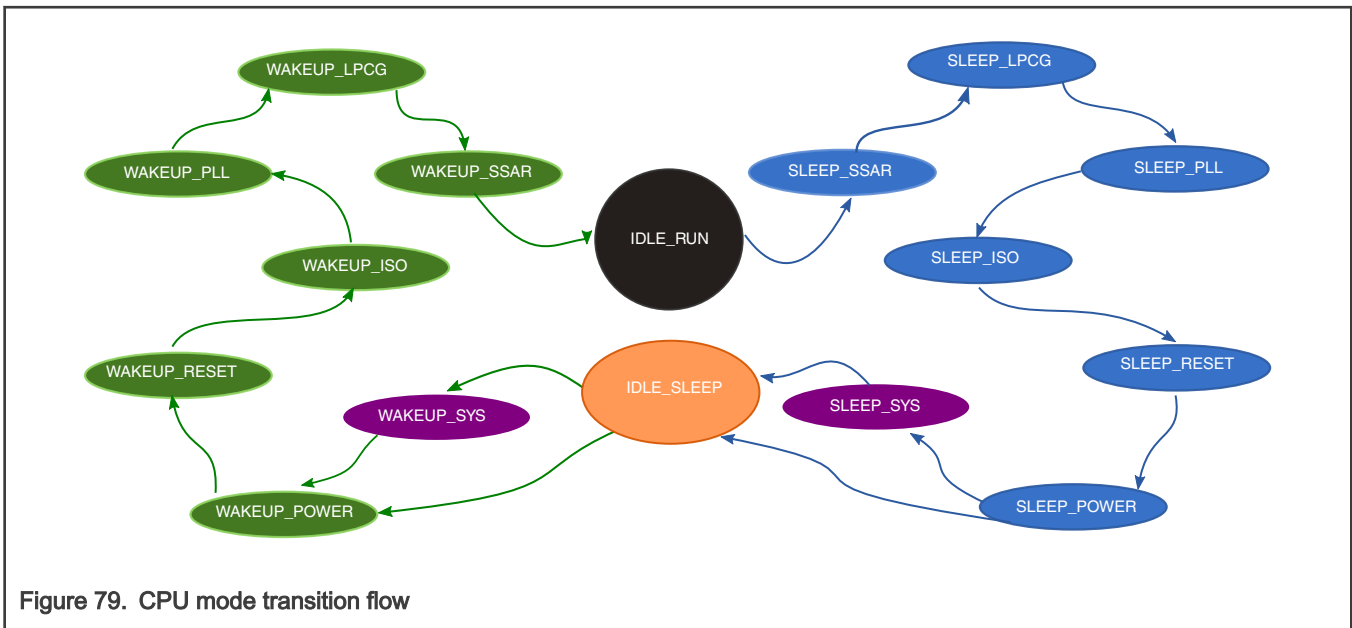 WAKEUP_LPCG
SLEEP_LPCG
WAKEUP_PLL
WAKEUP_SSAR
SLEEP_SSAR
SLEEP_PLL
IDLE_RUN
WAKEUP_ISO
SLEEP_ISO
WAKEUP_RESET
IDLE_SLEEP
SLEEP_RESET
WAKEUP_SYS
SLEEP_SYS
WAKEUP_POWER
SLEEP_POWER
Figure 79. CPU mode transition flow